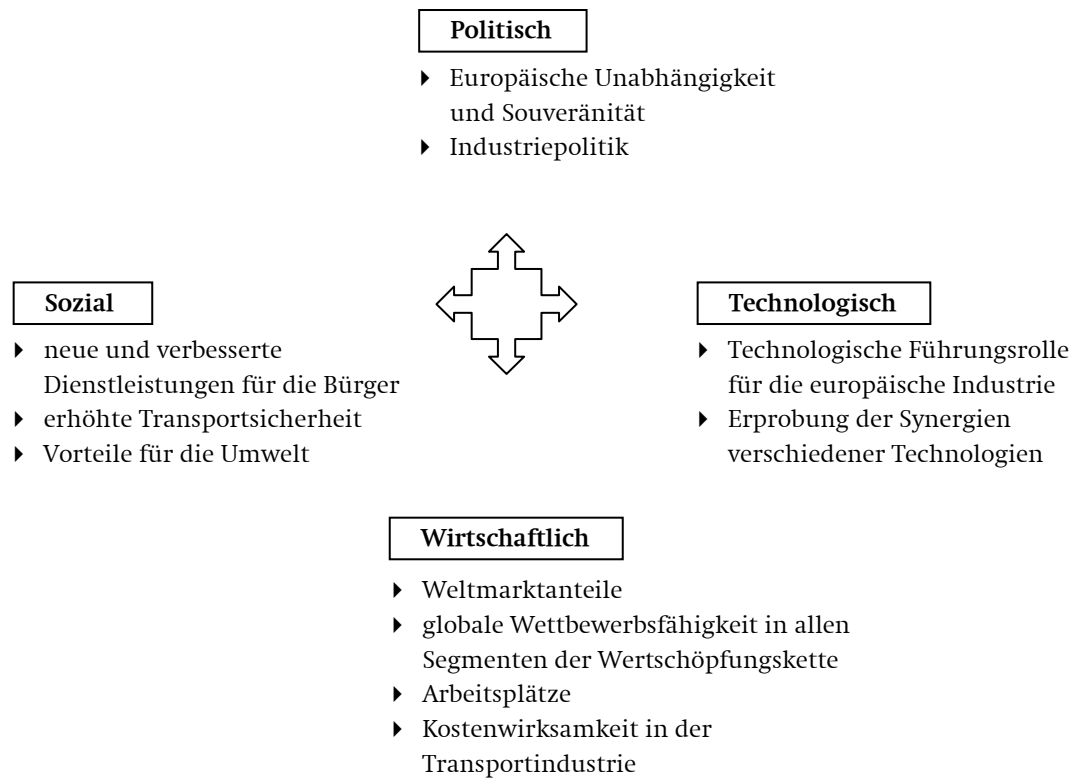 Politisch
Europäische Unabhängigkeit
und Souveränität
Industriepolitik
Sozial
neue und verbesserte
Dienstleistungen für die Bürger
erhöhte Transportsicherheit
Vorteile für die Umwelt
Technologisch
Technologische Führungsrolle
für die europäische Industrie
Erprobung der Synergien
verschiedener Technologien
Wirtschaftlich
Weltmarktanteile
globale Wettbewerbsfähigkeit in allen
Segmenten der Wertschöpfungskette
Arbeitsplätze
Kostenwirksamkeit in der
Transportindustrie